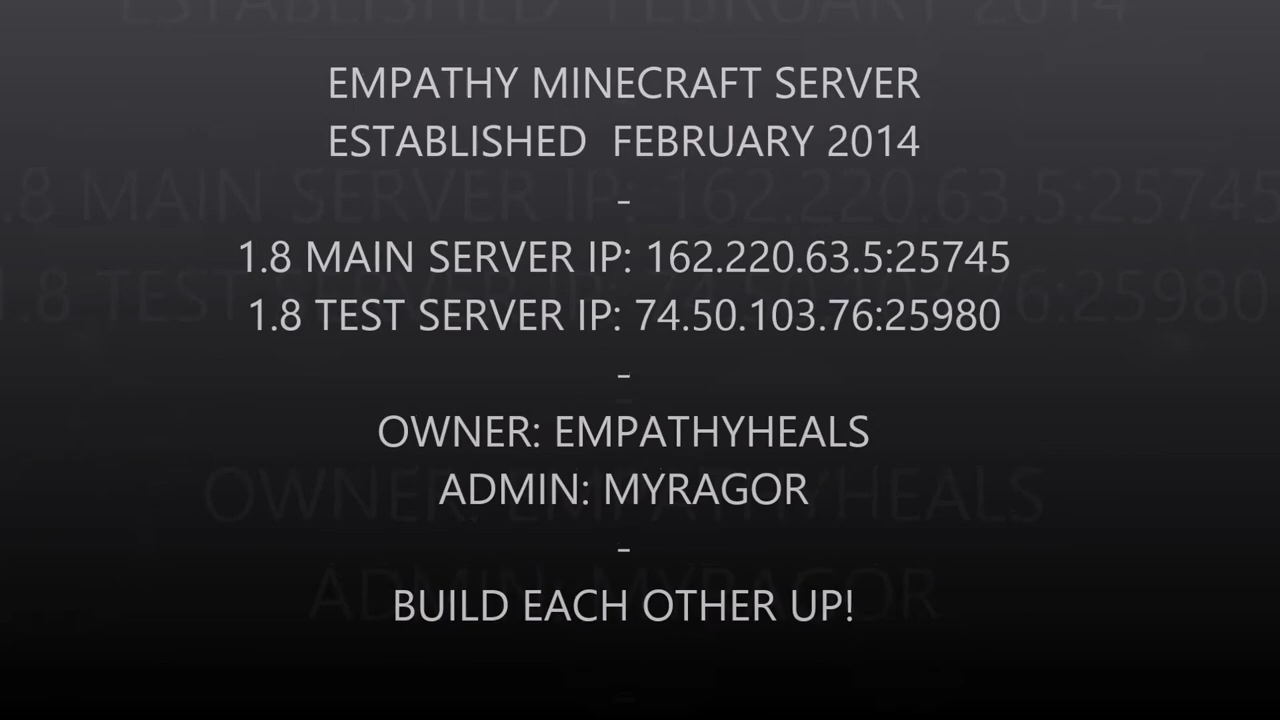 EMPATHY MINECRAFT SERVER
ESTABLISHED  FEBRUARY 2014
-
1.8 MAIN SERVER IP: 162.220.63.5:25745
1.8 TEST SERVER IP: 74.50.103.76:25980
-
OWNER: EMPATHYHEALS
ADMIN: MYRAGOR
-
BUILD EACH OTHER UP!